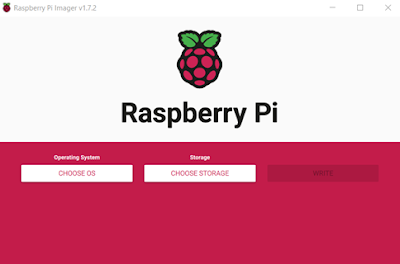 Raspberry Pi Imager v1.7.2
Raspberry Pi
Operating System
Storage
CHOOSE OS
CHOOSE STORAGE
WRITE